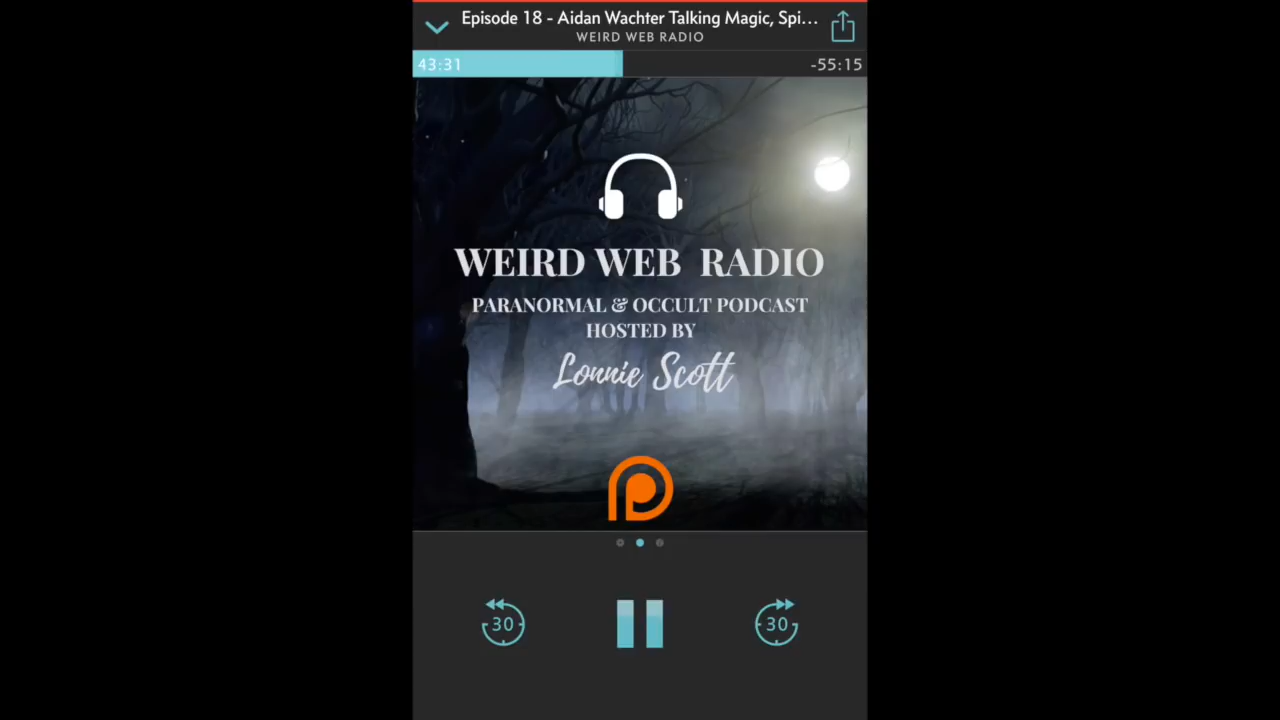 Episode 18 - Aidan Wachter Talking Magic, Spi...
WEIRD WEB RADIO
43:31
-55:15
WEIRD WEB RADIO
PARANORMAL & OCCULT PODCAST
HOSTED BY
Lonnie Scott
30
30